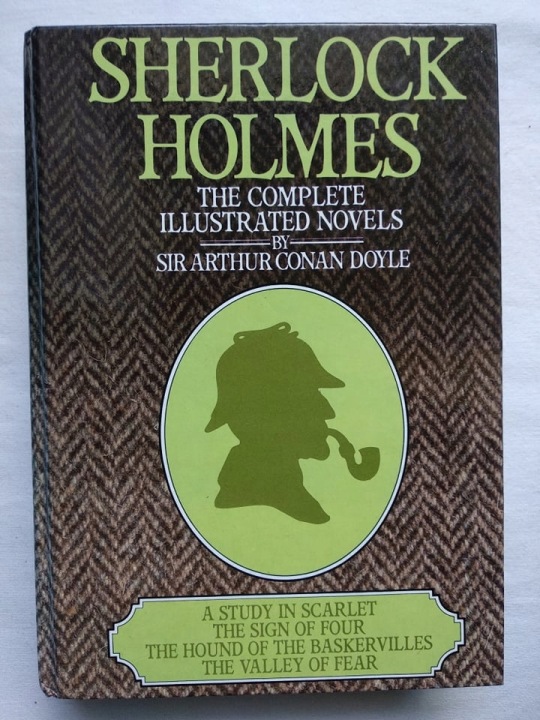 SHERLOCK
HOLMES
THE COMPLETE
ILLUSTRATED NOVELS
BY
SIR ARTHUR CONAN DOYLE
A STUDY IN SCARLET
THE SIGN OF FOUR
THE HOUND OF THE BASKERVILLES
THE VALLEY OF FEAR